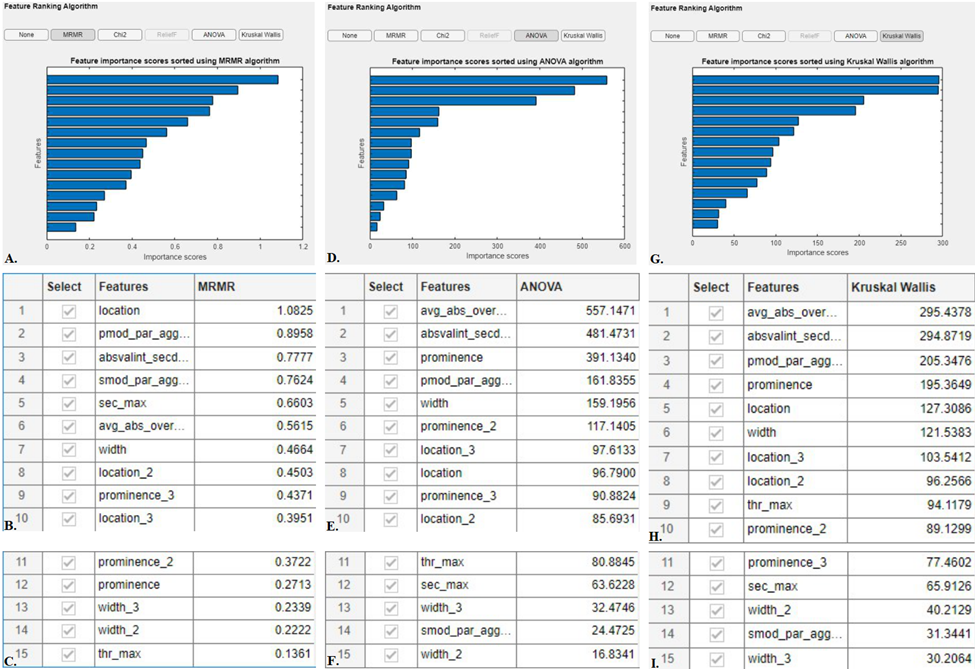 Feature Ranking Algorithm
None MRMR Chi2 ReliefF ANOVA Kruskal Wallis
Feature importance scores sorted using MRMR algorithm
Features
0 0.2 0.4 0.6 0.8 1 1.2
Importance scores
A.
Select Features MRMR
1 location 1.0825
2 pmod_par_agg... 0.8958
3 absvalint_secd... 0.7777
4 smod_par_agg... 0.7624
5 sec_max 0.6603
6 avg_abs_over... 0.5615
7 width 0.4664
8 location_2 0.4503
9 prominence_3 0.4371
10 location_3 0.3951
B.
11 prominence_2 0.3722
12 prominence 0.2713
13 width_3 0.2339
14 width_2 0.2222
15 thr_max 0.1361
C.
Feature Ranking Algorithm
None MRMR Chi2 ReliefF ANOVA Kruskal Wallis
Feature importance scores sorted using ANOVA algorithm
Features
0 100 200 300 400 500 600
Importance scores
D.
Select Features ANOVA
1 avg_abs_over... 557.1471
2 absvalint_secd... 481.4731
3 prominence 391.1340
4 pmod_par_agg... 161.8355
5 width 159.1956
6 prominence_2 117.1405
7 location_3 97.6133
8 location 96.7900
9 prominence_3 90.8824
10 location_2 85.6931
E.
11 thr_max 80.8845
12 sec_max 63.6228
13 width_3 32.4746
14 smod_par_agg... 24.4725
15 width_2 16.8341
F.
Feature Ranking Algorithm
None MRMR Chi2 ReliefF ANOVA Kruskal Wallis
Feature importance scores sorted using Kruskal Wallis algorithm
Features
0 50 100 150 200 250 300
Importance scores
G.
Select Features Kruskal Wallis
1 avg_abs_over... 295.4378
2 absvalint_secd... 294.8719
3 pmod_par_agg... 205.3476
4 prominence 195.3649
5 location 127.3086
6 width 121.5383
7 location_3 103.5412
8 location_2 96.2566
9 thr_max 94.1179
10 prominence_2 89.1299
H.
11 prominence_3 77.4602
12 sec_max 65.9126
13 width_2 40.2129
14 smod_par_agg... 31.3441
15 width_3 30.2064
I.